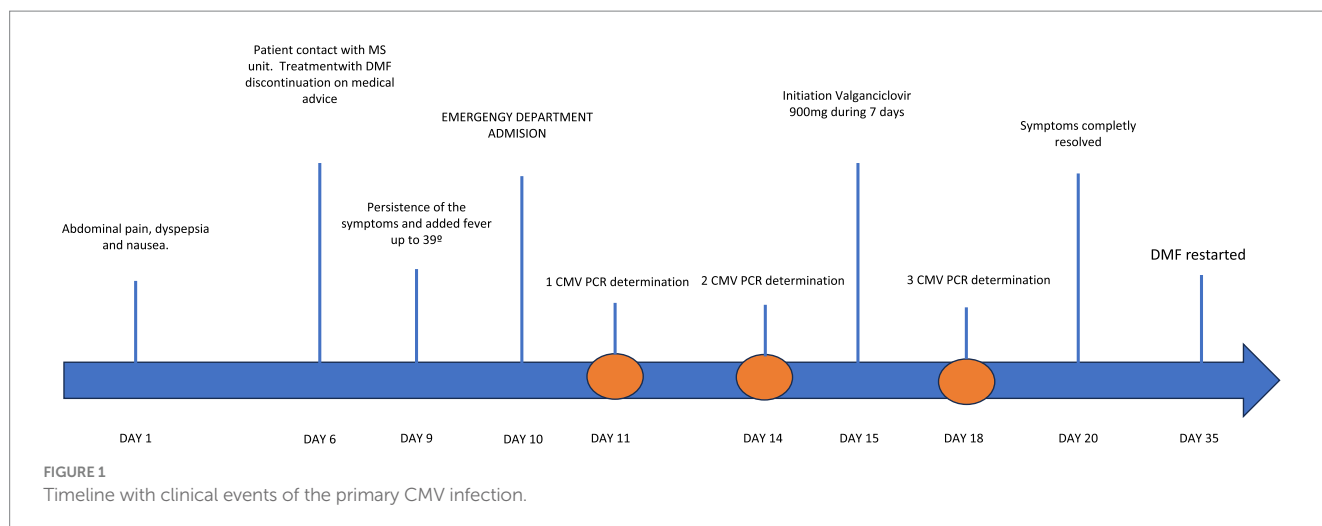 Patient contact with MS
unit.  Treatmentwith DMF
discontinuation on medical
advice
EMERGENGY DEPARTMENT
ADMISION
Initiation Valganciclovir
900mg during 7 days
Symptoms completly
resolved
Abdominal pain, dyspepsia
and nausea.
Persistence of the
symptoms and added fever
up to 39º
1 CMV PCR determination
2 CMV PCR determination
3 CMV PCR determination
DMF restarted
DAY 1
DAY 6
DAY 9
DAY 10
DAY 11
DAY 14
DAY 15
DAY 18
DAY 20
DAY 35
FIGURE 1
Timeline with clinical events of the primary CMV infection.